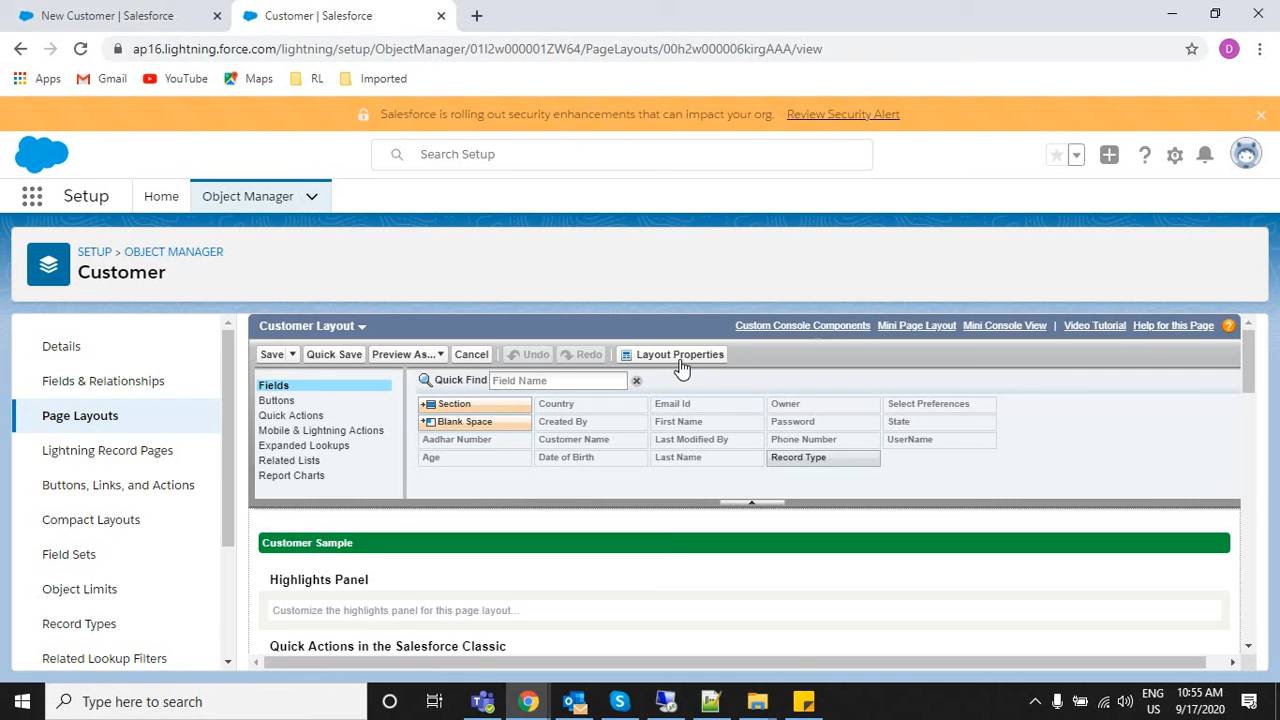 New Customer | Salesforce
Customer | Salesforce
ap16.lightning.force.com/lightning/setup/ObjectManager/01I2w000001ZW64/PageLayouts/00h2w000006kirgAAA/view
D
Apps Gmail YouTube Maps RL Imported
Salesforce is rolling out security enhancements that can impact your org. Review Security Alert
Search Setup
Setup Home Object Manager
SETUP > OBJECT MANAGER
Customer
Details
Fields & Relationships
Page Layouts
Lightning Record Pages
Buttons, Links, and Actions
Compact Layouts
Field Sets
Object Limits
Record Types
Related Lookup Filters
Customer Layout
Custom Console Components Mini Page Layout Mini Console View | Video Tutorial Help for this Page ?
Save Quick Save Preview As... Cancel Undo Redo Layout Properties
Fields
Buttons
Quick Actions
Mobile & Lightning Actions
Expanded Lookups
Related Lists
Report Charts
Quick Find Field Name
Section Country Email Id Owner Select Preferences
Blank Space Created By First Name Password State
Aadhar Number Customer Name Last Modified By Phone Number UserName
Age Date of Birth Last Name Record Type
Customer Sample
Highlights Panel
Customize the highlights panel for this page layout...
Quick Actions in the Salesforce Classic
Type here to search
ENG
US
10:55 AM
9/17/2020